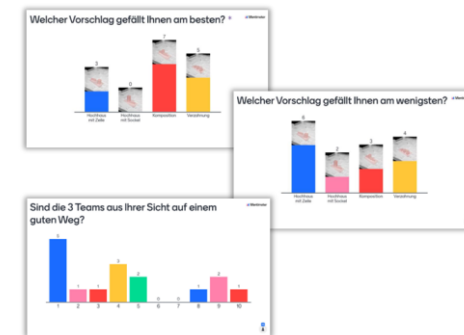 Welcher Vorschlag gefällt Ihnen am besten?
Mentimeter
3
0
7
5
Hochhaus mit Zeile
Hochhaus mit Sockel
Komposition
Verzahnung
Welcher Vorschlag gefällt Ihnen am wenigsten?
6
2
3
4
Hochhaus mit Zeile
Hochhaus mit Sockel
Komposition
Verzahnung
Sind die 3 Teams aus Ihrer Sicht auf einem
guten Weg?
Mentimeter
1
1
3
2
0
0
1
2
1
1 2 3 4 5 6 7 8 9 10